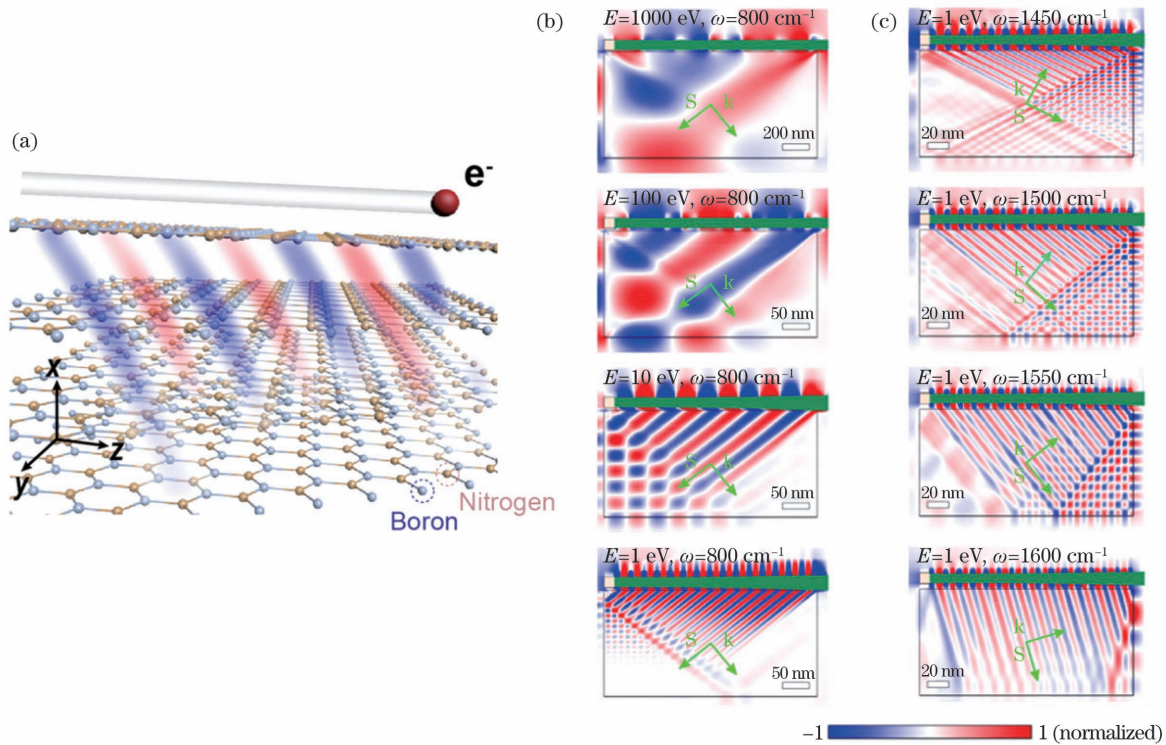 (a)
e⁻
x
y
z
Nitrogen
Boron
(b)
E=1000 eV, ω=800 cm⁻¹
S k
200 nm
E=100 eV, ω=800 cm⁻¹
S k
50 nm
E=10 eV, ω=800 cm⁻¹
S k
50 nm
E=1 eV, ω=800 cm⁻¹
S k
50 nm
(c)
E=1 eV, ω=1450 cm⁻¹
k
S
20 nm
E=1 eV, ω=1500 cm⁻¹
k
S
20 nm
E=1 eV, ω=1550 cm⁻¹
k
S
20 nm
E=1 eV, ω=1600 cm⁻¹
k
S
20 nm
−1 1 (normalized)